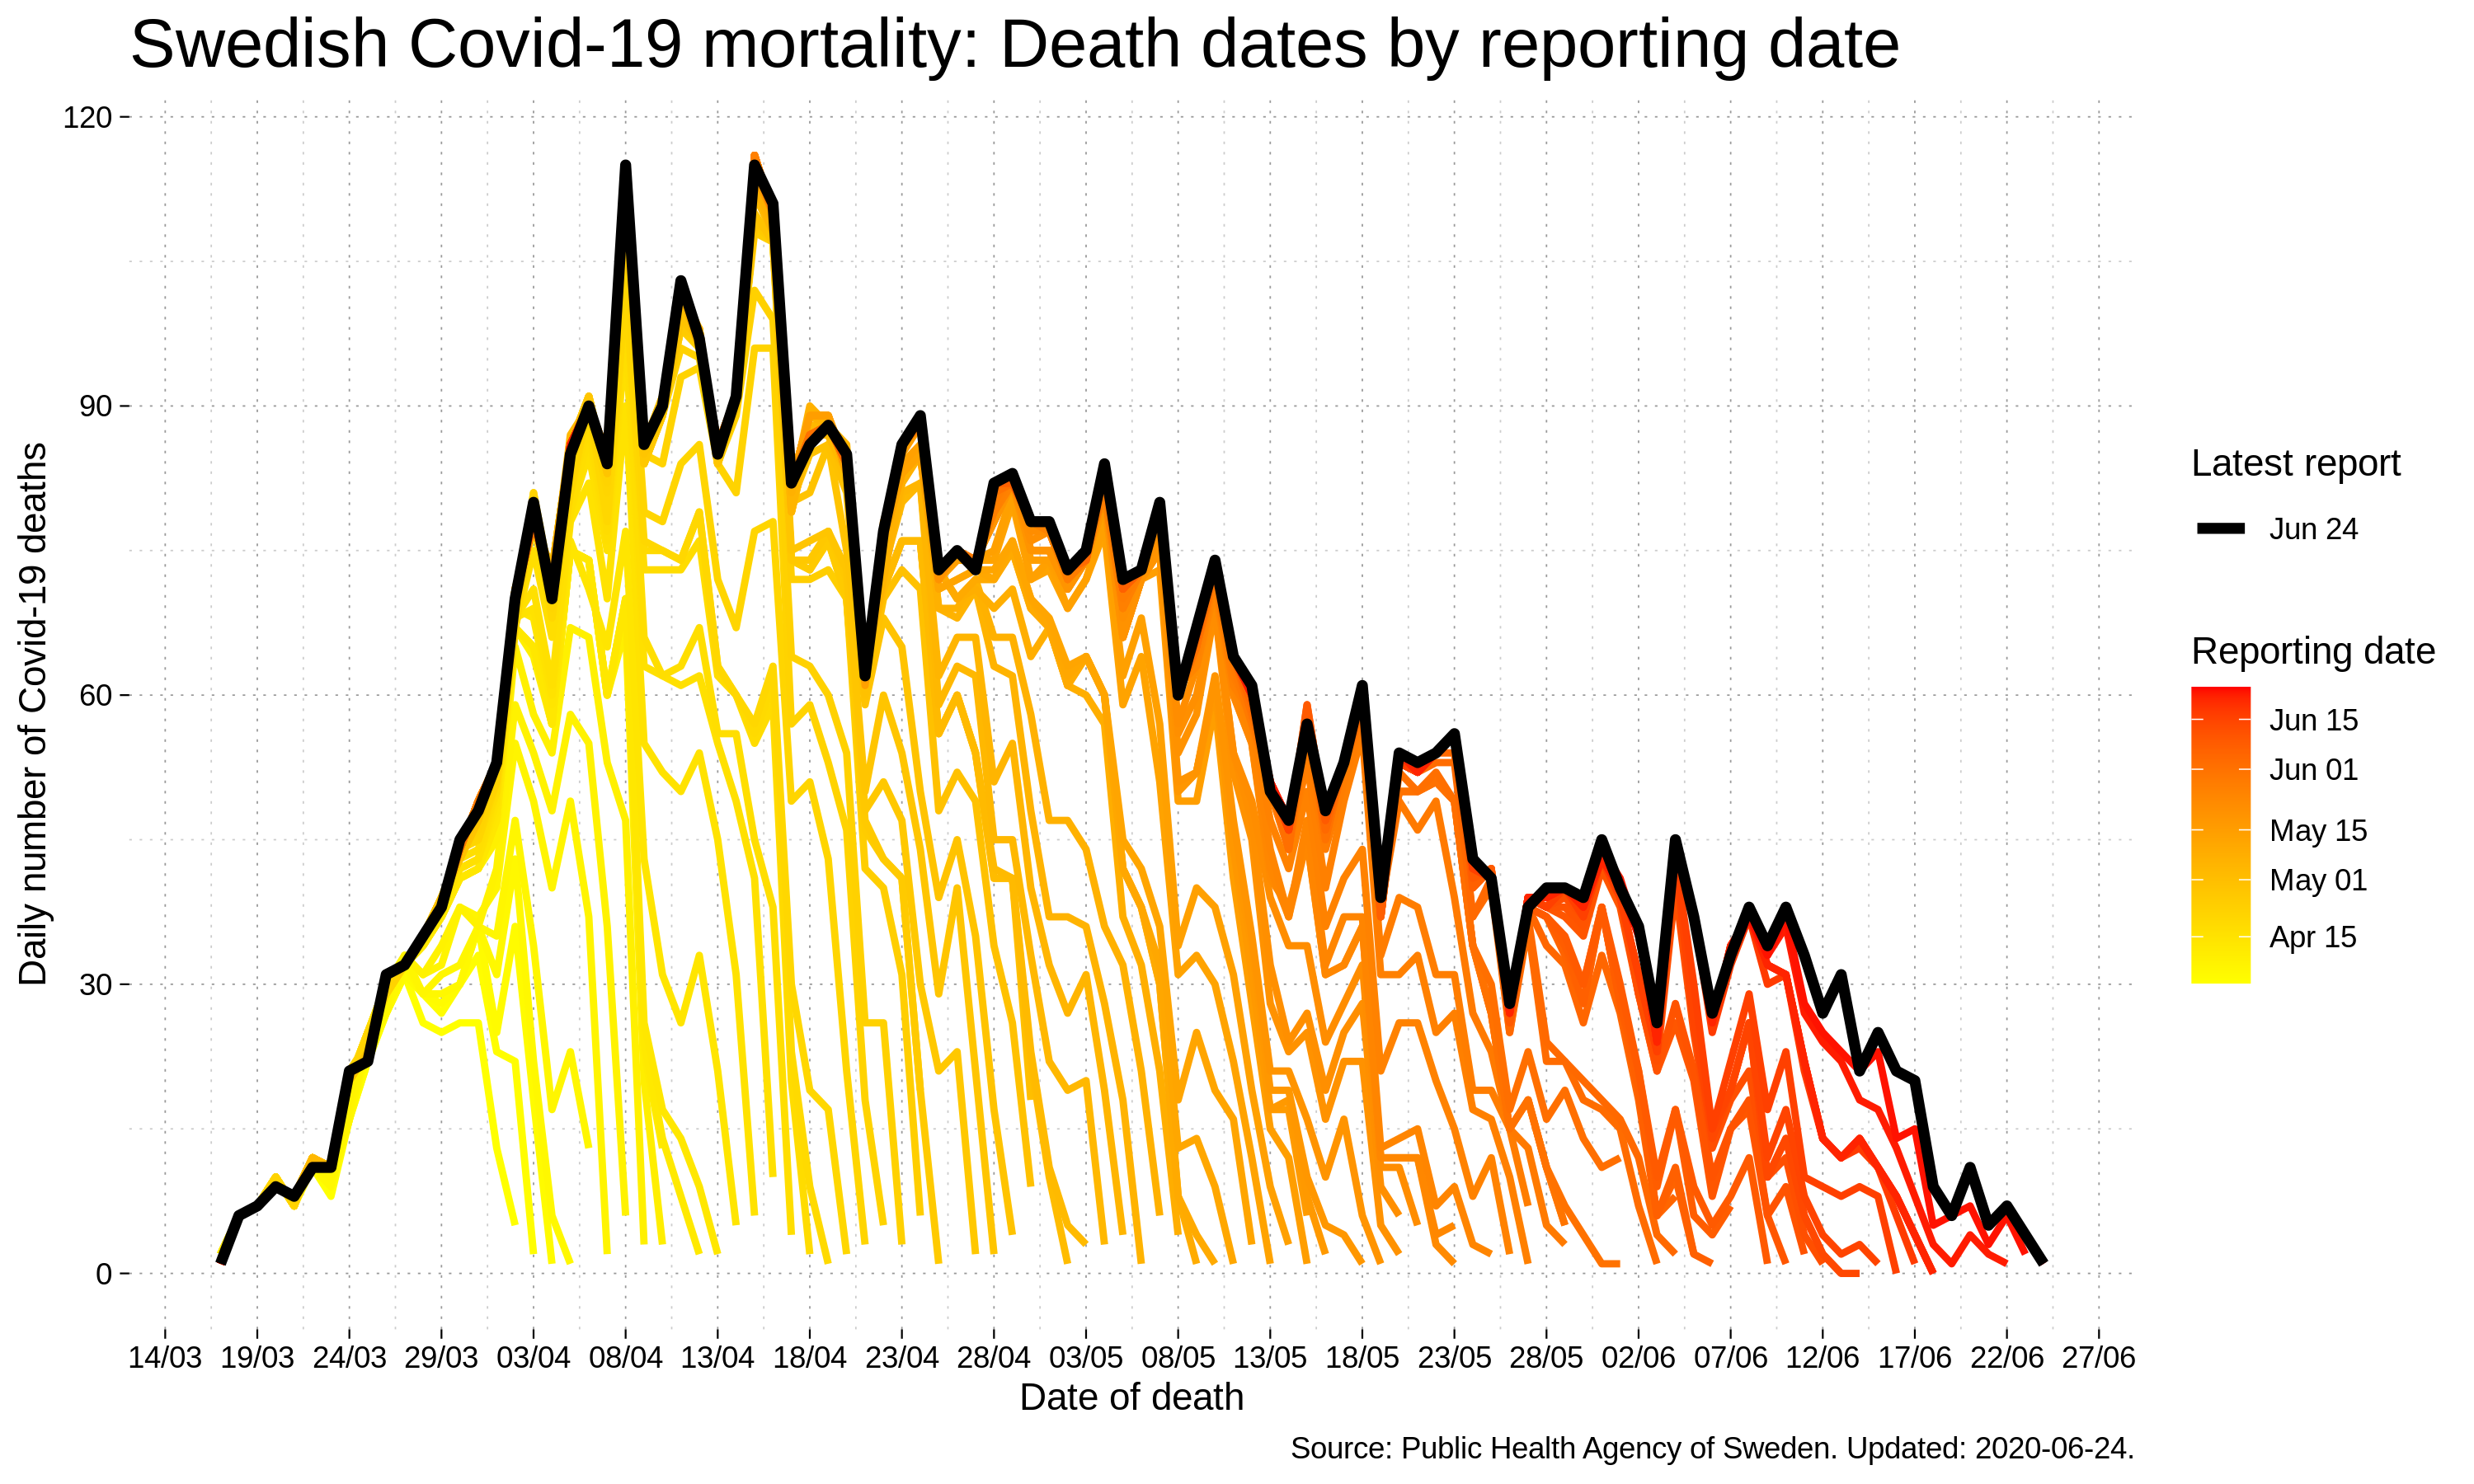 Swedish Covid-19 mortality: Death dates by reporting date
Daily number of Covid-19 deaths
120
90
60
30
0
14/03 19/03 24/03 29/03 03/04 08/04 13/04 18/04 23/04 28/04 03/05 08/05 13/05 18/05 23/05 28/05 02/06 07/06 12/06 17/06 22/06 27/06
Date of death
Latest report
Jun 24
Reporting date
Jun 15
Jun 01
May 15
May 01
Apr 15
Source: Public Health Agency of Sweden. Updated: 2020-06-24.